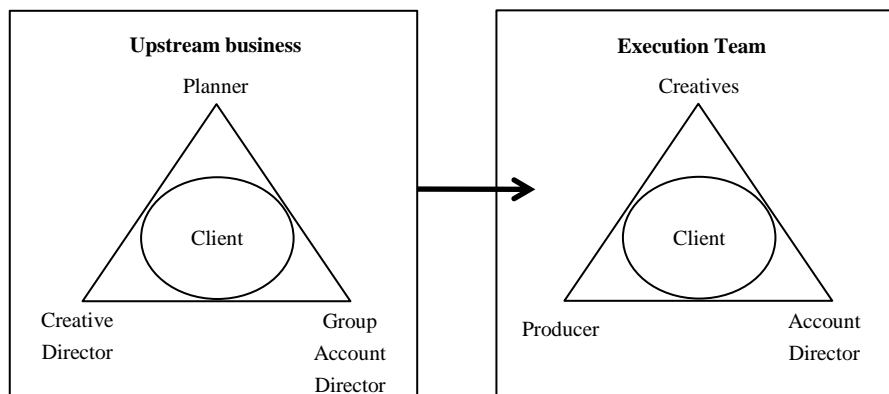 Upstream business
Planner
Client
Creative
Director
Group
Account
Director
Execution Team
Creatives
Client
Producer
Account
Director